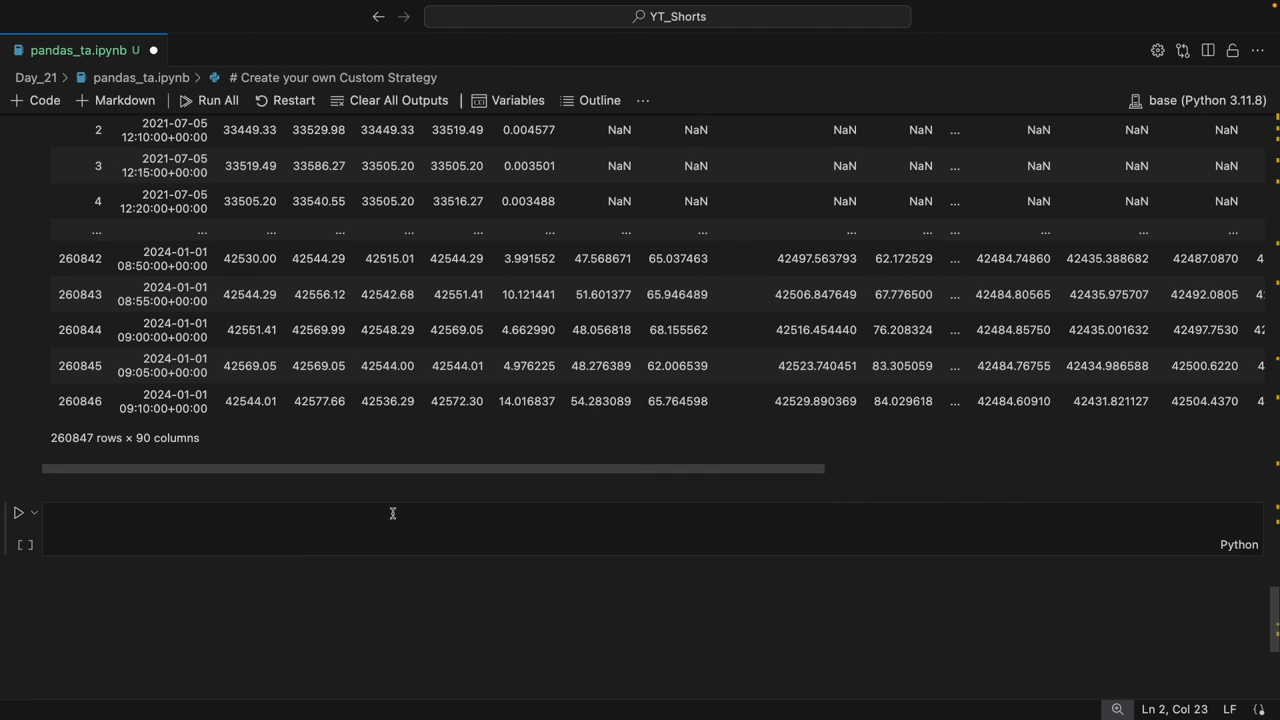 YT_Shorts
pandas_ta.ipynb U
Day_21 > pandas_ta.ipynb > # Create your own Custom Strategy
+ Code + Markdown Run All Restart Clear All Outputs Variables Outline ... base (Python 3.11.8)
2 2021-07-05 12:10:00+00:00 33449.33 33529.98 33449.33 33519.49 0.004577 NaN NaN NaN NaN ... NaN NaN NaN
3 2021-07-05 12:15:00+00:00 33519.49 33586.27 33505.20 33505.20 0.003501 NaN NaN NaN NaN ... NaN NaN NaN
4 2021-07-05 12:20:00+00:00 33505.20 33540.55 33505.20 33516.27 0.003488 NaN NaN NaN NaN ... NaN NaN NaN
... ... ... ... ... ... ... ... ... ... ... ... ... ... ...
260842 2024-01-01 08:50:00+00:00 42530.00 42544.29 42515.01 42544.29 3.991552 47.568671 65.037463 42497.563793 62.172529 ... 42484.74860 42435.388682 42487.0870 4
260843 2024-01-01 08:55:00+00:00 42544.29 42556.12 42542.68 42551.41 10.121441 51.601377 65.946489 42506.847649 67.776500 ... 42484.80565 42435.975707 42492.0805 4
260844 2024-01-01 09:00:00+00:00 42551.41 42569.99 42548.29 42569.05 4.662990 48.056818 68.155562 42516.454440 76.208324 ... 42484.85750 42435.001632 42497.7530
260845 2024-01-01 09:05:00+00:00 42569.05 42569.05 42544.00 42544.01 4.976225 48.276389 62.006539 42523.740451 83.305059 ... 42484.76755 42434.986588 42500.6220 4
260846 2024-01-01 09:10:00+00:00 42544.01 42577.66 42536.29 42572.30 14.016837 54.283089 65.764598 42529.890369 84.029618 ... 42484.60910 42431.821127 42504.4370 4
260847 rows × 90 columns
[ ] Python
Ln 2, Col 23 LF